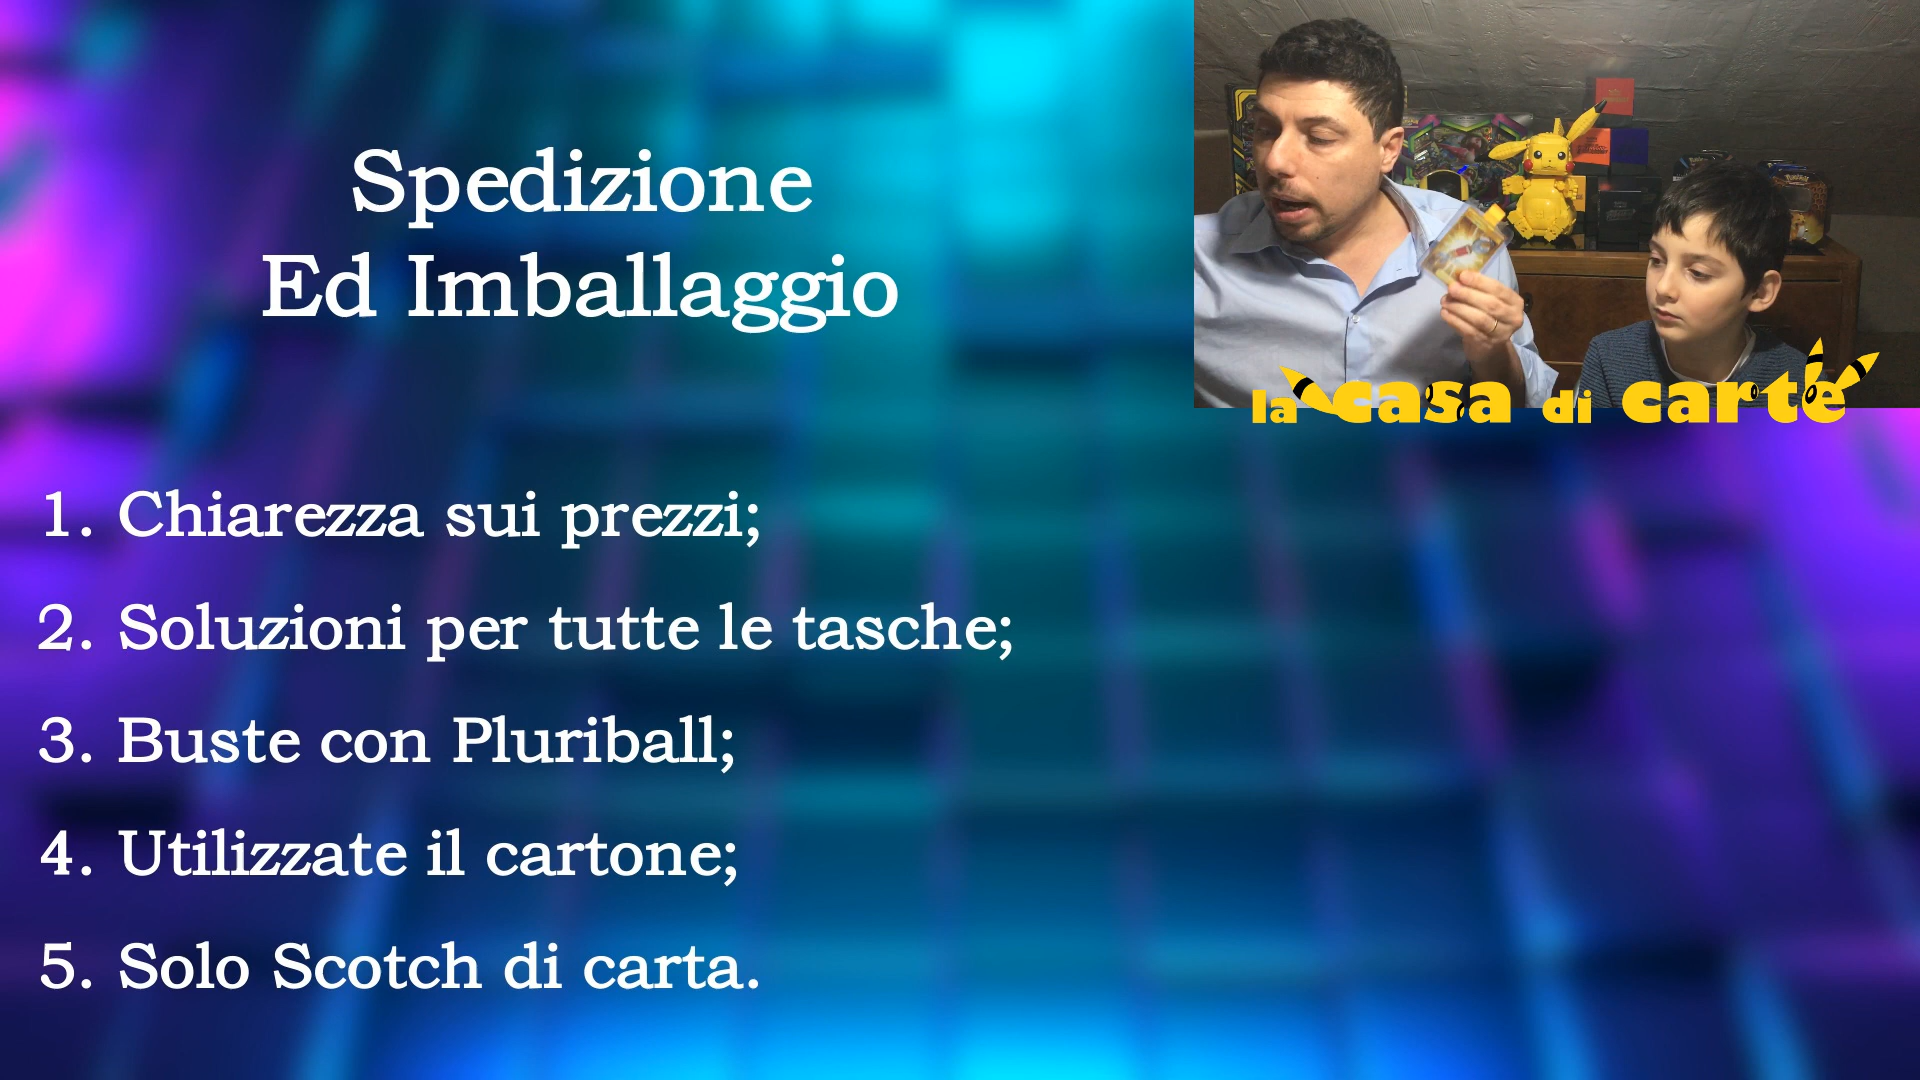 Spedizione
Ed Imballaggio
la casa di carte
1. Chiarezza sui prezzi;
2. Soluzioni per tutte le tasche;
3. Buste con Pluriball;
4. Utilizzate il cartone;
5. Solo Scotch di carta.